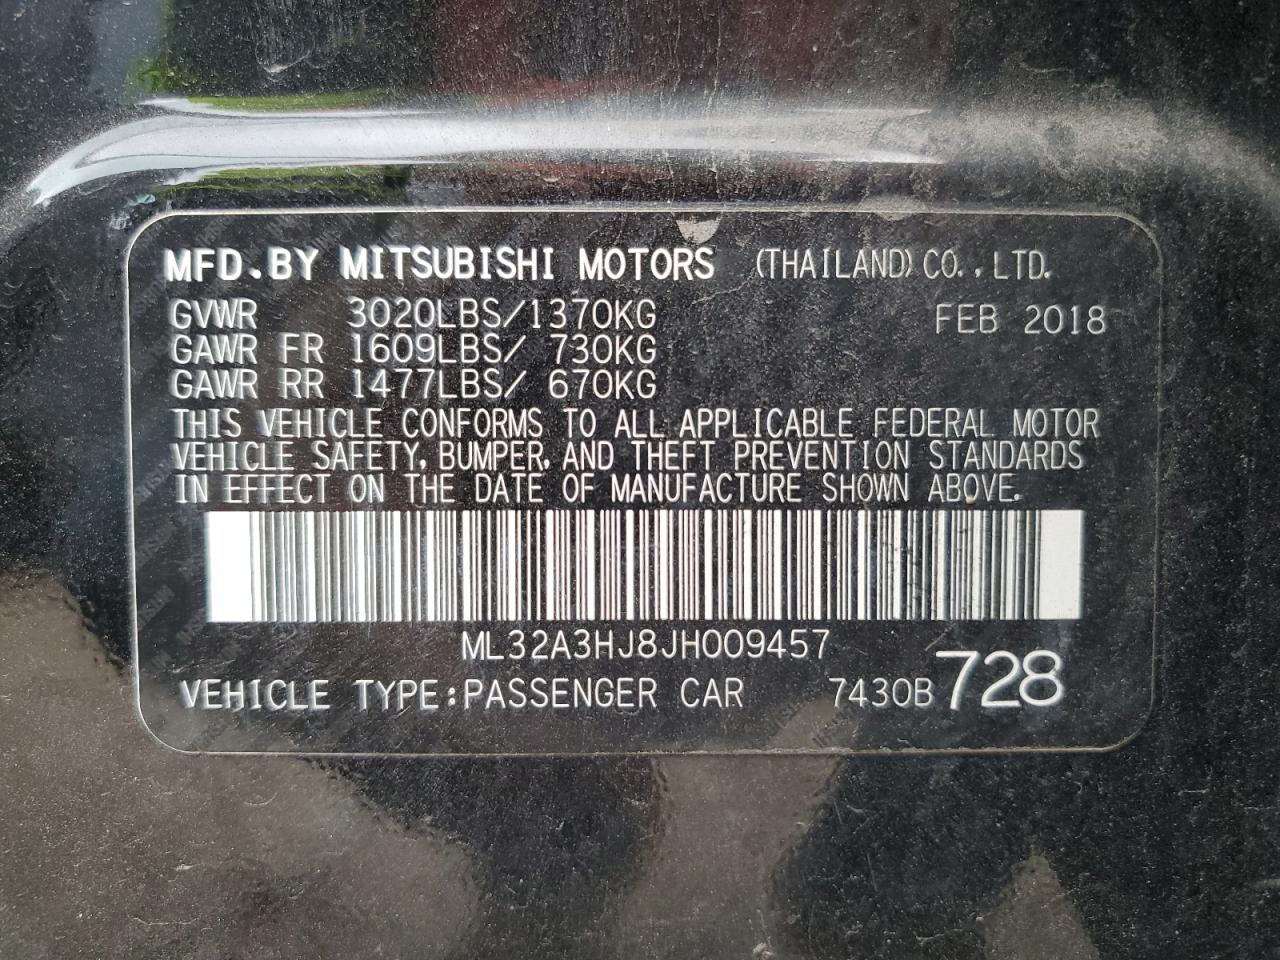 MFD.BY MITSUBISHI MOTORS (THAILAND) CO.,LTD.
GVWR 3020LBS/1370KG FEB 2018
GAWR FR 1609LBS/ 730KG
GAWR RR 1477LBS/ 670KG
THIS VEHICLE CONFORMS TO ALL APPLICABLE FEDERAL MOTOR
VEHICLE SAFETY, BUMPER, AND THEFT PREVENTION STANDARDS
IN EFFECT ON THE DATE OF MANUFACTURE SHOWN ABOVE.
ML32A3HJ8JH009457
VEHICLE TYPE:PASSENGER CAR 7430B 728